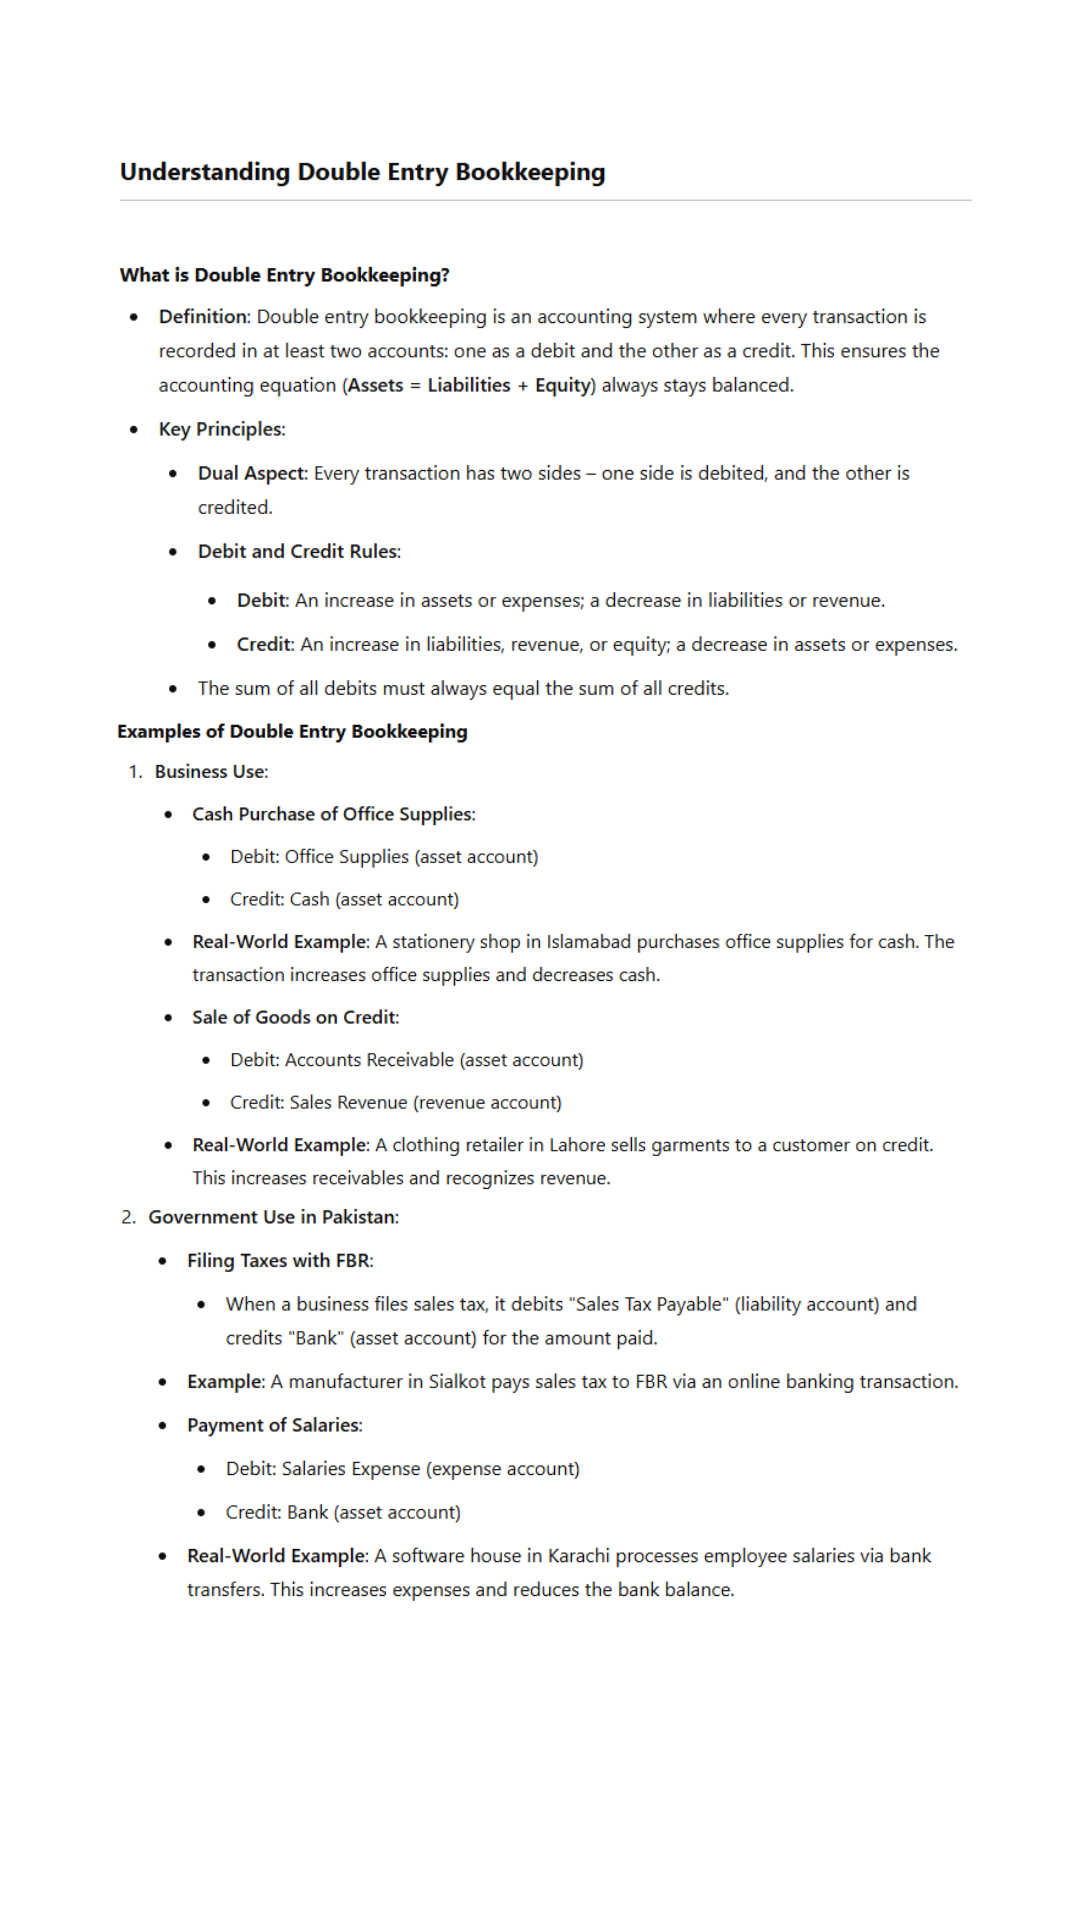 Understanding Double Entry Bookkeeping
What is Double Entry Bookkeeping?
• Definition: Double entry bookkeeping is an accounting system where every transaction is
recorded in at least two accounts: one as a debit and the other as a credit. This ensures the
accounting equation (Assets = Liabilities + Equity) always stays balanced.
• Key Principles:
• Dual Aspect: Every transaction has two sides – one side is debited, and the other is
credited.
• Debit and Credit Rules:
• Debit: An increase in assets or expenses; a decrease in liabilities or revenue.
• Credit: An increase in liabilities, revenue, or equity; a decrease in assets or expenses.
• The sum of all debits must always equal the sum of all credits.
Examples of Double Entry Bookkeeping
1. Business Use:
• Cash Purchase of Office Supplies:
• Debit: Office Supplies (asset account)
• Credit: Cash (asset account)
• Real-World Example: A stationery shop in Islamabad purchases office supplies for cash. The
transaction increases office supplies and decreases cash.
• Sale of Goods on Credit:
• Debit: Accounts Receivable (asset account)
• Credit: Sales Revenue (revenue account)
• Real-World Example: A clothing retailer in Lahore sells garments to a customer on credit.
This increases receivables and recognizes revenue.
2. Government Use in Pakistan:
• Filing Taxes with FBR:
• When a business files sales tax, it debits "Sales Tax Payable" (liability account) and
credits "Bank" (asset account) for the amount paid.
• Example: A manufacturer in Sialkot pays sales tax to FBR via an online banking transaction.
• Payment of Salaries:
• Debit: Salaries Expense (expense account)
• Credit: Bank (asset account)
• Real-World Example: A software house in Karachi processes employee salaries via bank
transfers. This increases expenses and reduces the bank balance.